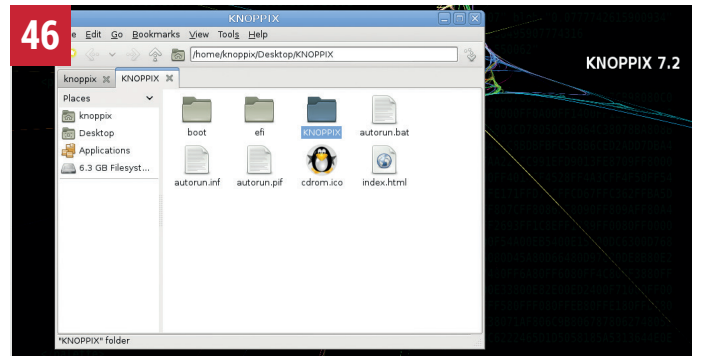 46
KNOPPIX
e Edit Go Bookmarks View Tools Help
/home/knoppix/Desktop/KNOPPIX
KNOPPIX 7.2
knoppix KNOPPIX
Places
knoppix
Desktop
Applications
6.3 GB Filesyst...
boot efi KNOPPIX autorun.bat
autorun.inf autorun.pif cdrom.ico index.html
"KNOPPIX" folder